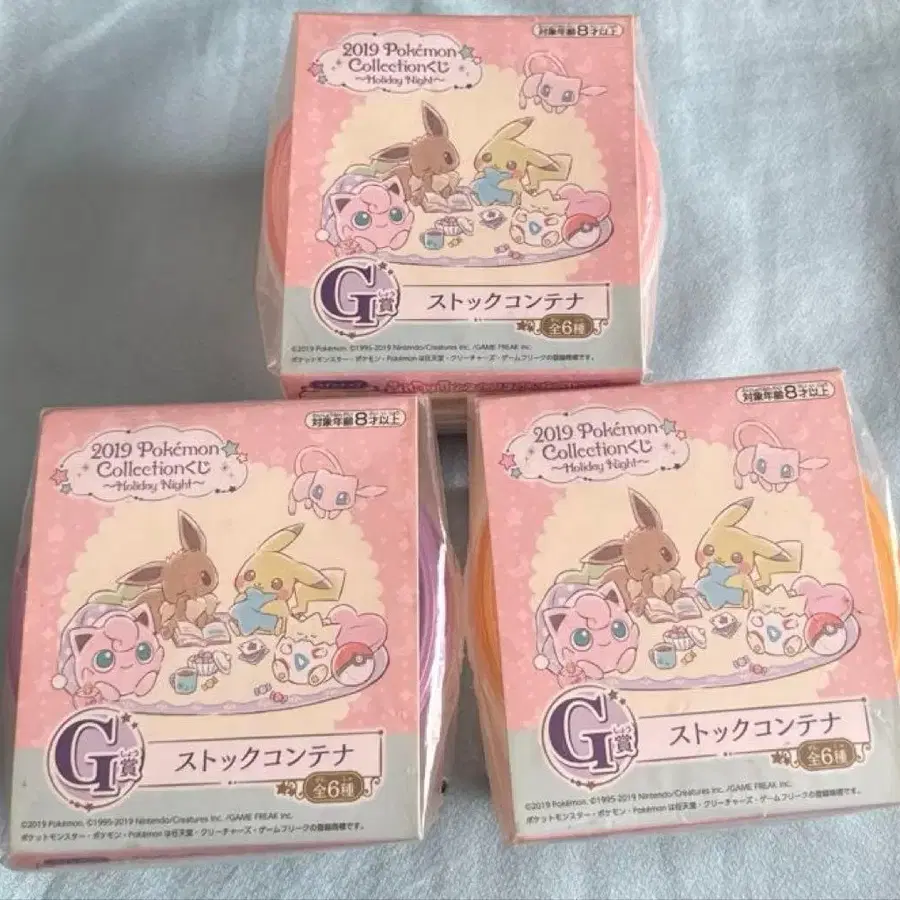 対象年齢8才以上
2019 Pokémon
Collectionくじ
～Holiday Night～
G賞
しょう
ストックコンテナ
全6種
©2019 Pokémon. ©1995-2019 Nintendo/Creatures Inc. /GAME FREAK inc.
ポケットモンスター・ポケモン・Pokémonは任天堂・クリーチャーズ・ゲームフリークの登録商標です。
対象年齢8才以上
2019 Pokémon
Collectionくじ
～Holiday Night～
G賞
しょう
ストックコンテナ
全6種
©2019 Pokémon. ©1995-2019 Nintendo/Creatures Inc. /GAME FREAK inc.
ポケットモンスター・ポケモン・Pokémonは任天堂・クリーチャーズ・ゲームフリークの登録商標です。
対象年齢8才以上
2019 Pokémon
Collectionくじ
～Holiday Night～
G賞
しょう
ストックコンテナ
全6種
©2019 Pokémon. ©1995-2019 Nintendo/Creatures Inc. /GAME FREAK inc.
ポケットモンスター・ポケモン・Pokémonは任天堂・クリーチャーズ・ゲームフリークの登録商標です。